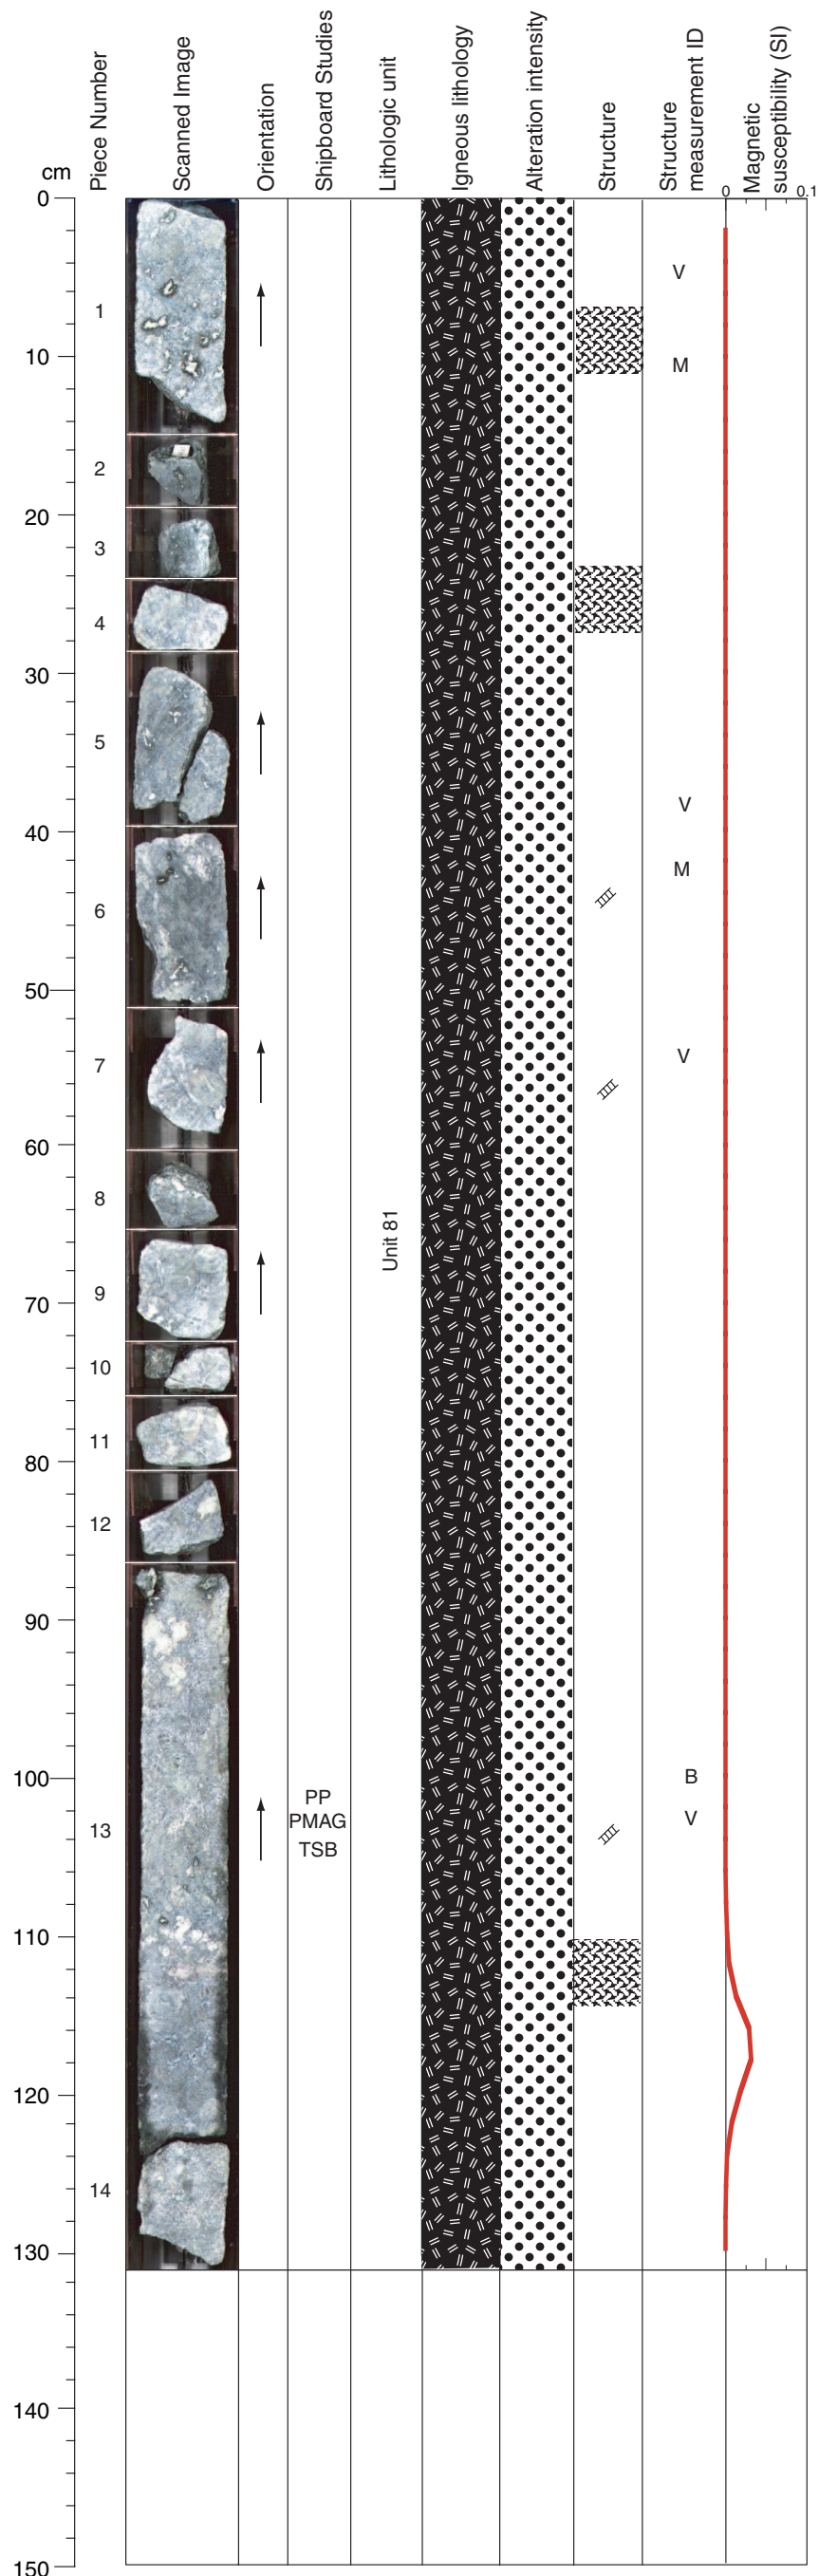 cm
Piece Number
Scanned Image
Orientation
Shipboard Studies
Lithologic unit
Igneous lithology
Alteration intensity
Structure
Structure
measurement ID
Magnetic
susceptibility (SI)
0 0.1
0
V
1
10
M
2
20
3
4
30
5
V
40
M
6
50
V
7
60
8
Unit 81
9
70
10
11
80
12
90
100
B
PP
V
PMAG
13
TSB
110
120
14
130
140
150